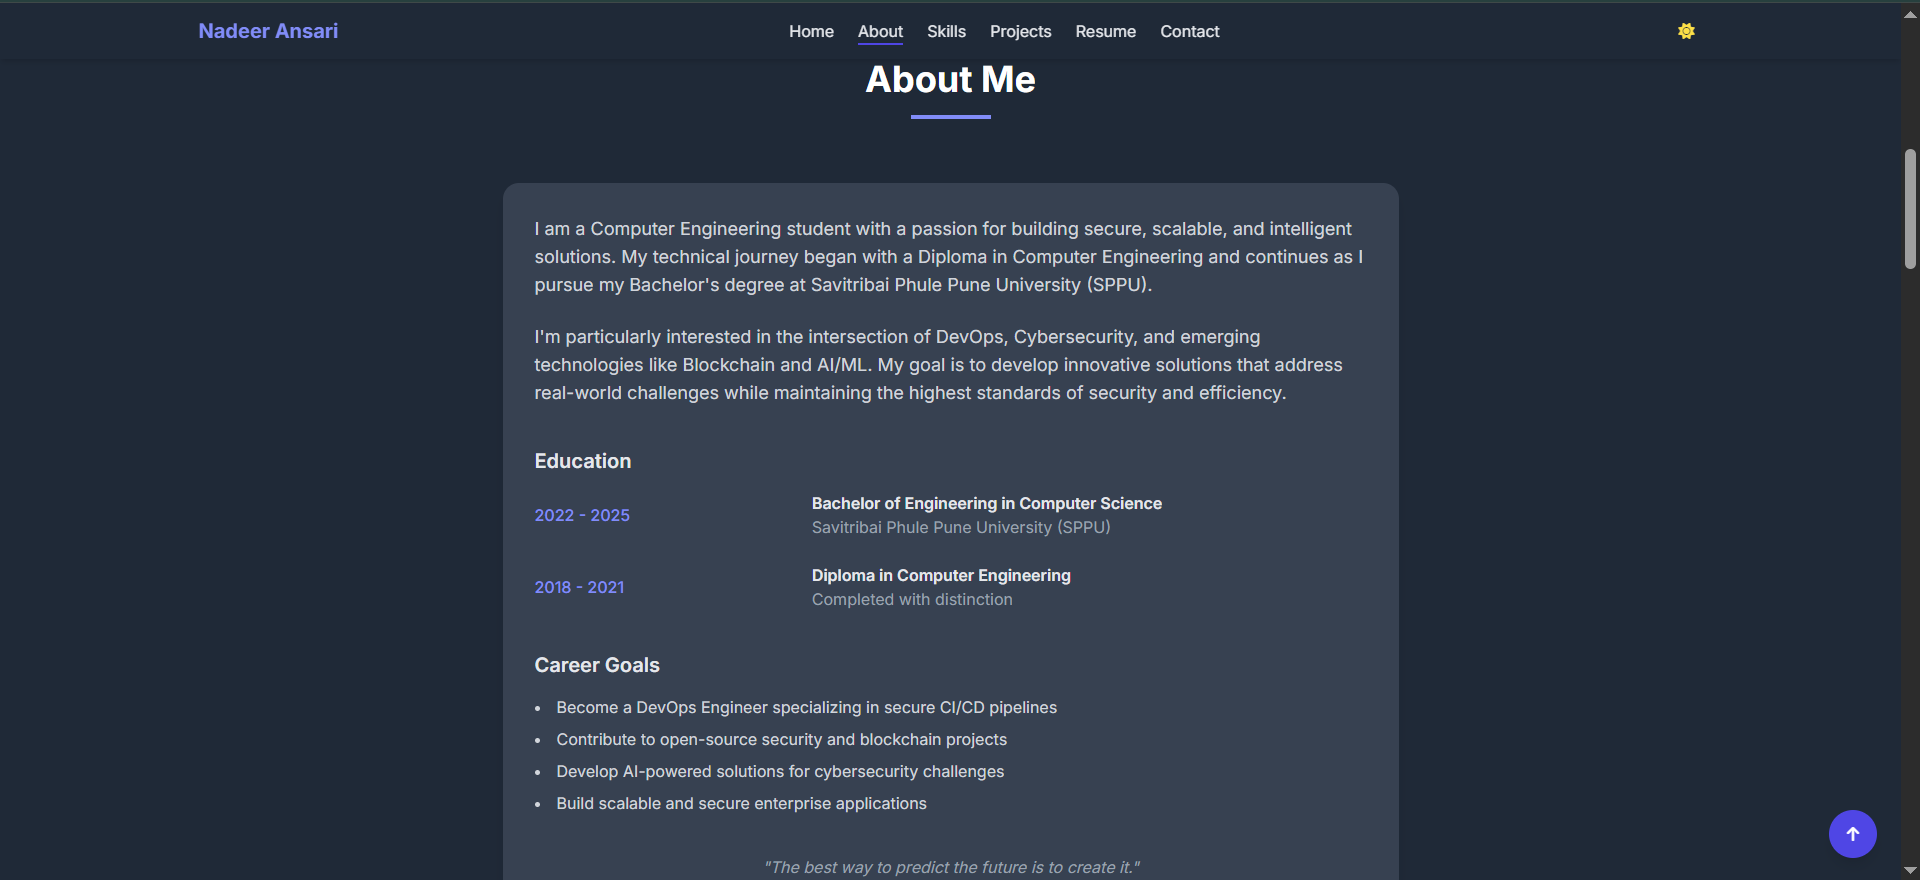 Nadeer Ansari
Home About Skills Projects Resume Contact
About Me
I am a Computer Engineering student with a passion for building secure, scalable, and intelligent
solutions. My technical journey began with a Diploma in Computer Engineering and continues as I
pursue my Bachelor's degree at Savitribai Phule Pune University (SPPU).
I'm particularly interested in the intersection of DevOps, Cybersecurity, and emerging
technologies like Blockchain and AI/ML. My goal is to develop innovative solutions that address
real-world challenges while maintaining the highest standards of security and efficiency.
Education
2022 - 2025
Bachelor of Engineering in Computer Science
Savitribai Phule Pune University (SPPU)
2018 - 2021
Diploma in Computer Engineering
Completed with distinction
Career Goals
• Become a DevOps Engineer specializing in secure CI/CD pipelines
• Contribute to open-source security and blockchain projects
• Develop AI-powered solutions for cybersecurity challenges
• Build scalable and secure enterprise applications
"The best way to predict the future is to create it."